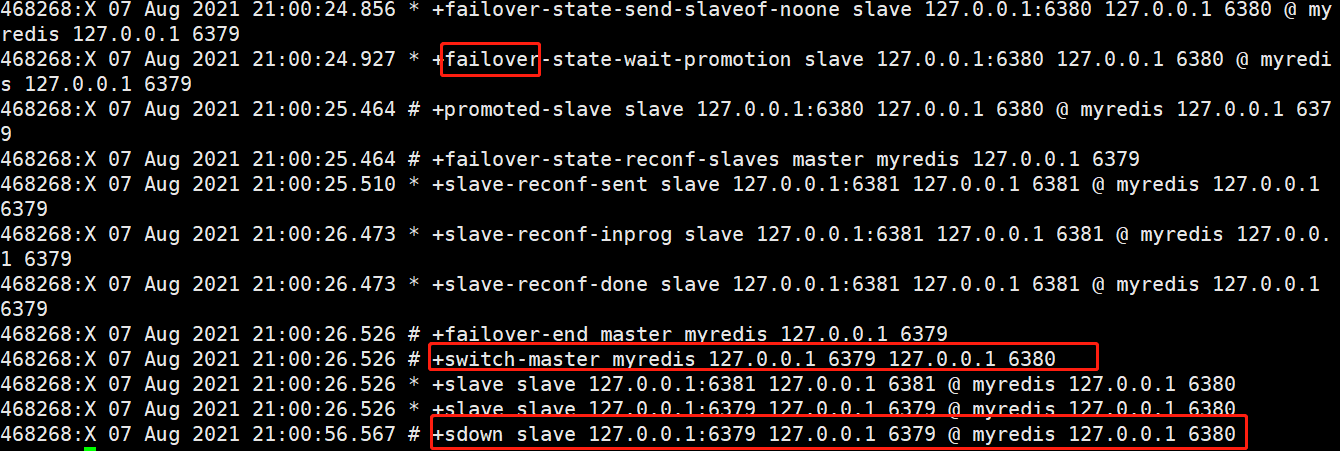 468268:X 07 Aug 2021 21:00:24.856 * +failover-state-send-slaveof-noone slave 127.0.0.1:6380 127.0.0.1 6380 @ my
redis 127.0.0.1 6379
468268:X 07 Aug 2021 21:00:24.927 * +failover-state-wait-promotion slave 127.0.0.1:6380 127.0.0.1 6380 @ myredi
s 127.0.0.1 6379
468268:X 07 Aug 2021 21:00:25.464 # +promoted-slave slave 127.0.0.1:6380 127.0.0.1 6380 @ myredis 127.0.0.1 637
9
468268:X 07 Aug 2021 21:00:25.464 # +failover-state-reconf-slaves master myredis 127.0.0.1 6379
468268:X 07 Aug 2021 21:00:25.510 * +slave-reconf-sent slave 127.0.0.1:6381 127.0.0.1 6381 @ myredis 127.0.0.1
6379
468268:X 07 Aug 2021 21:00:26.473 * +slave-reconf-inprog slave 127.0.0.1:6381 127.0.0.1 6381 @ myredis 127.0.0.
1 6379
468268:X 07 Aug 2021 21:00:26.473 * +slave-reconf-done slave 127.0.0.1:6381 127.0.0.1 6381 @ myredis 127.0.0.1
6379
468268:X 07 Aug 2021 21:00:26.526 # +failover-end master myredis 127.0.0.1 6379
468268:X 07 Aug 2021 21:00:26.526 # +switch-master myredis 127.0.0.1 6379 127.0.0.1 6380
468268:X 07 Aug 2021 21:00:26.526 * +slave slave 127.0.0.1:6381 127.0.0.1 6381 @ myredis 127.0.0.1 6380
468268:X 07 Aug 2021 21:00:26.526 * +slave slave 127.0.0.1:6379 127.0.0.1 6379 @ myredis 127.0.0.1 6380
468268:X 07 Aug 2021 21:00:56.567 # +sdown slave 127.0.0.1:6379 127.0.0.1 6379 @ myredis 127.0.0.1 6380